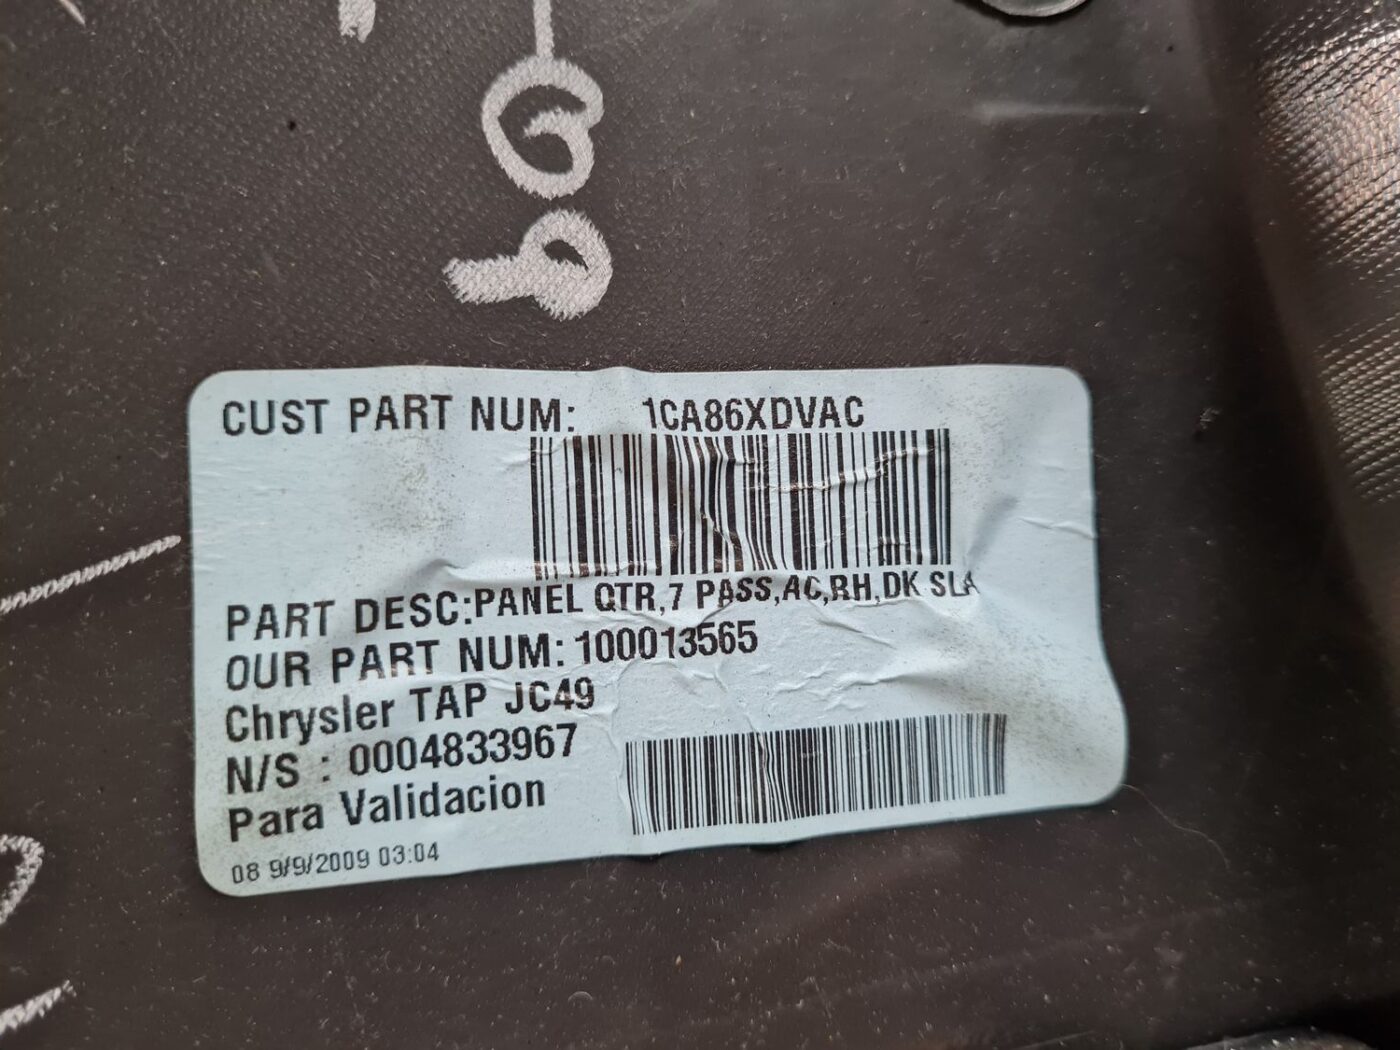 CUST PART NUM: 1CA86XDVAC
PART DESC:PANEL QTR,7 PASS,AC,RH,DK SLA
OUR PART NUM: 100013565
Chrysler TAP JC49
N/S : 0004833967
Para Validacion
08 9/9/2009 03:04